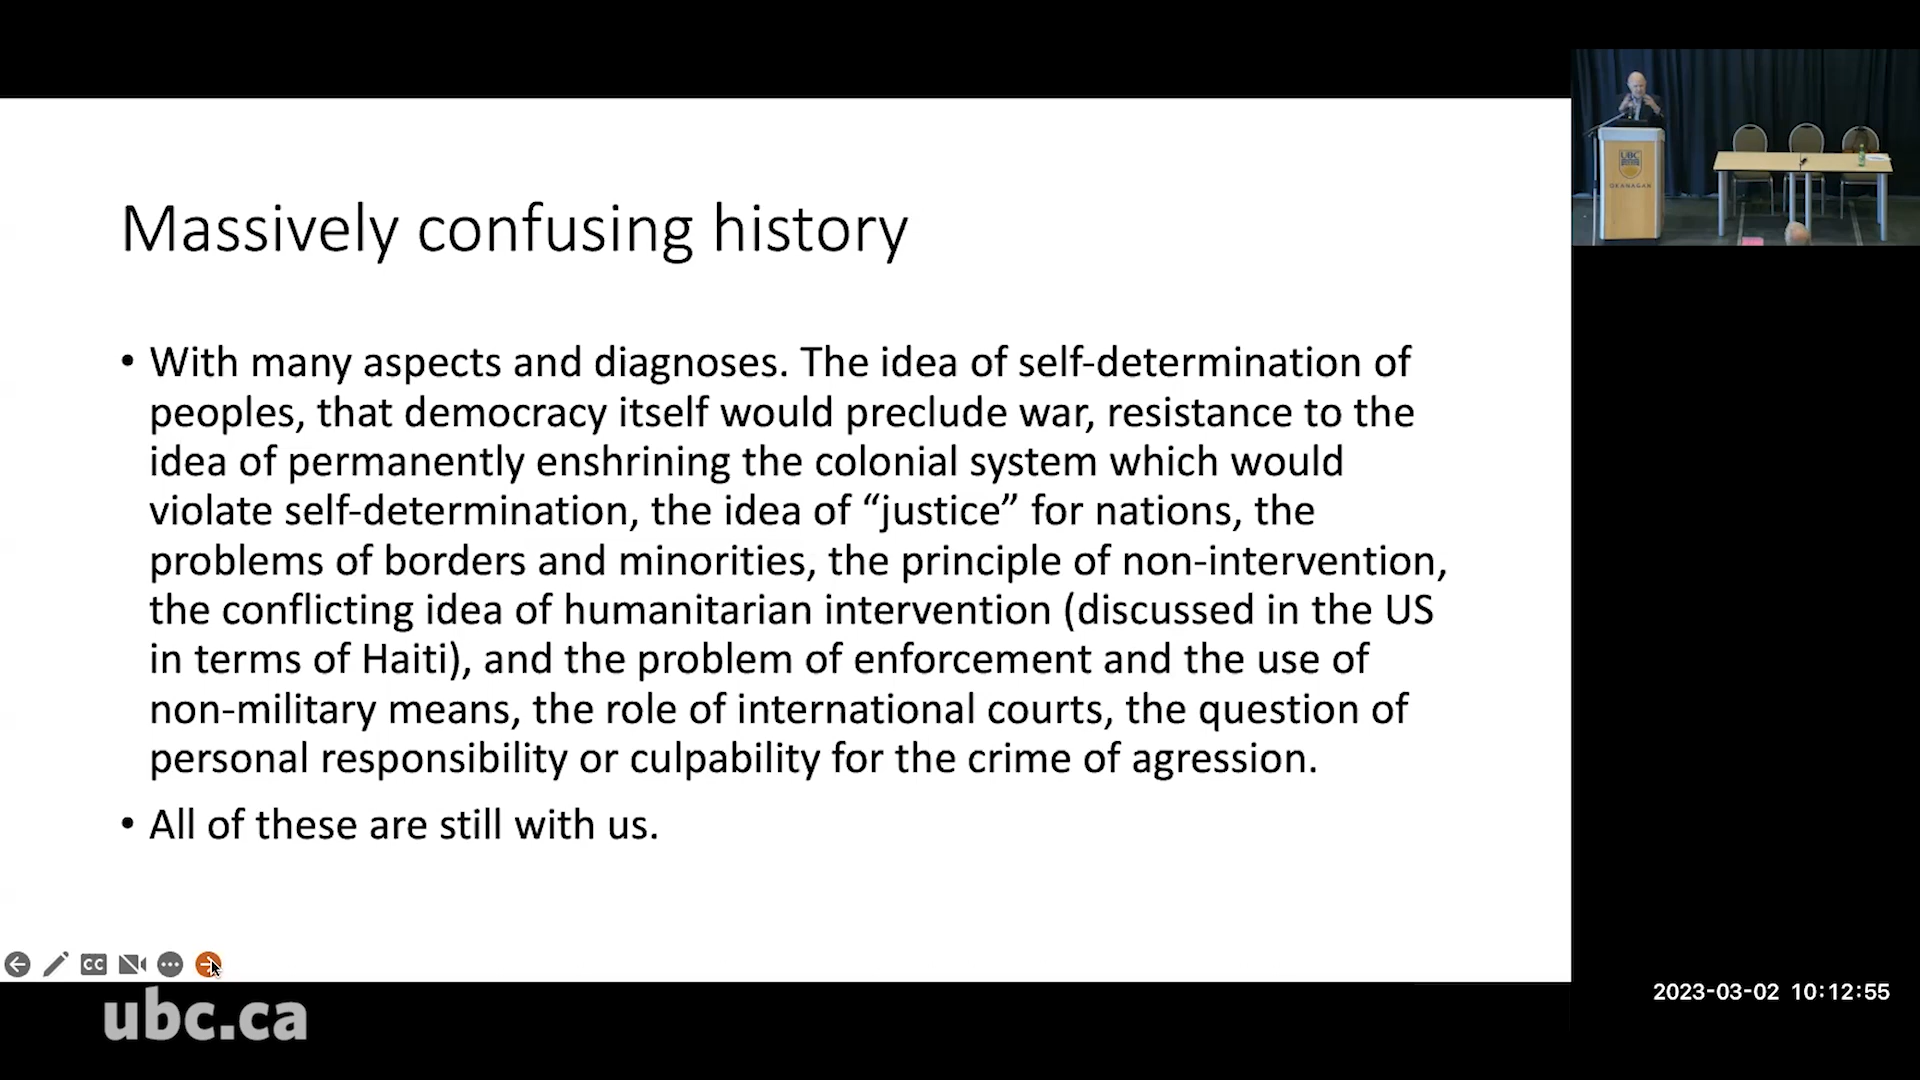 Massively confusing history
• With many aspects and diagnoses. The idea of self-determination of
peoples, that democracy itself would preclude war, resistance to the
idea of permanently enshrining the colonial system which would
violate self-determination, the idea of “justice” for nations, the
problems of borders and minorities, the principle of non-intervention,
the conflicting idea of humanitarian intervention (discussed in the US
in terms of Haiti), and the problem of enforcement and the use of
non-military means, the role of international courts, the question of
personal responsibility or culpability for the crime of agression.
• All of these are still with us.
CC
ubc.ca
UBC
OKANAGAN
2023-03-02 10:12:55